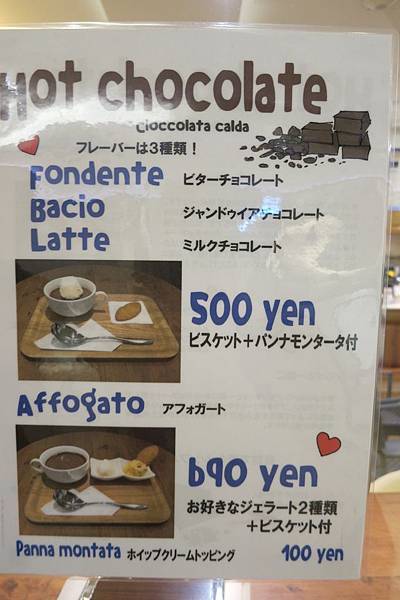 Hot chocolate
Cioccolata calda
フレーバーは3種類！
Fondente ビターチョコレート
Bacio ジャンドゥイアチョコレート
Latte ミルクチョコレート
500 yen
ビスケット+パンナモンタータ付
Affogato アフォガート
690 yen
お好きなジェラート2種類
+ビスケット付
Panna montata ホイップクリームトッピング 100 yen